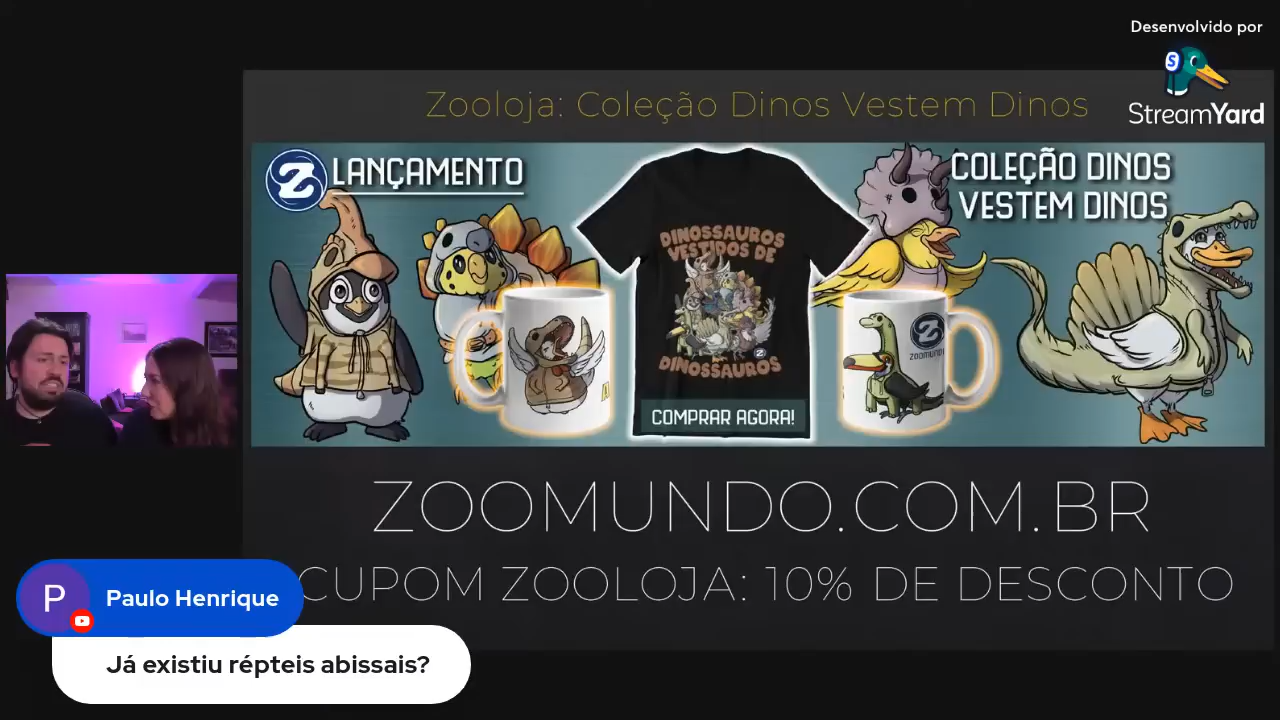 Desenvolvido por
S
StreamYard
Zooloja: Coleção Dinos Vestem Dinos
Z LANÇAMENTO
COLEÇÃO DINOS
VESTEM DINOS
DINOSSAUROS
VESTIDOS DE
DINOSSAUROS
COMPRAR AGORA!
Z
ZOOMUNDO
ZOOMUNDO.COM.BR
CUPOM ZOOLOJA: 10% DE DESCONTO
P Paulo Henrique
Já existiu répteis abissais?